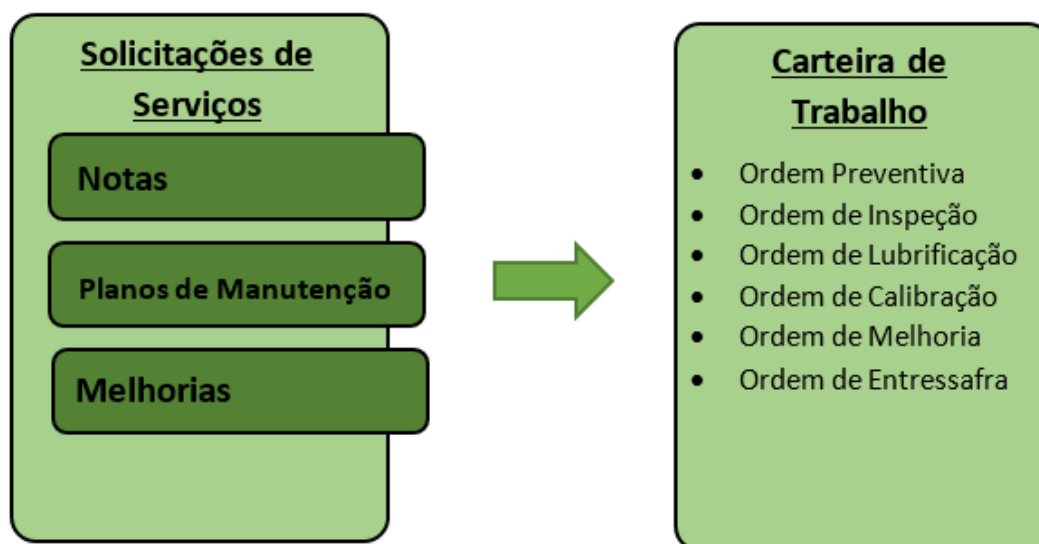 Solicitações de
Serviços
Notas
Planos de Manutenção
Melhorias
Carteira de
Trabalho
• Ordem Preventiva
• Ordem de Inspeção
• Ordem de Lubrificação
• Ordem de Calibração
• Ordem de Melhoria
• Ordem de Entressafra